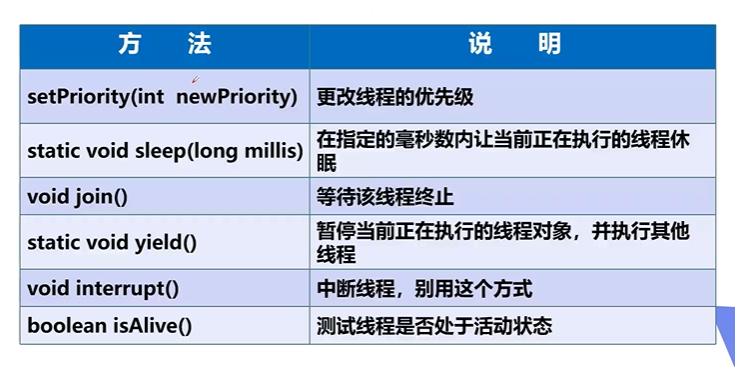 方 法 说 明
setPriority(int newPriority) 更改线程的优先级
static void sleep(long millis) 在指定的毫秒数内让当前正在执行的线程休
眠
void join() 等待该线程终止
static void yield() 暂停当前正在执行的线程对象，并执行其他
线程
void interrupt() 中断线程，别用这个方式
boolean isAlive() 测试线程是否处于活动状态